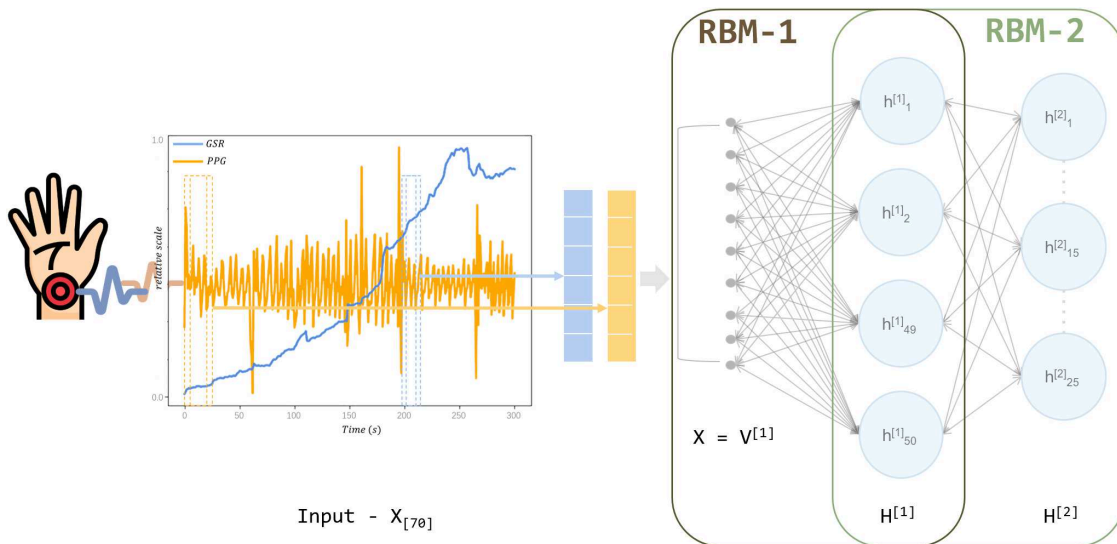 RBM-1
RBM-2
GSR
PPG
1.0
relative scale
0.0
0
50
100
150
200
250
300
Time (s)
Input - X[70]
h[1]1
h[1]2
h[1]49
h[1]50
h[2]1
h[2]15
h[2]25
X = V[1]
H[1]
H[2]